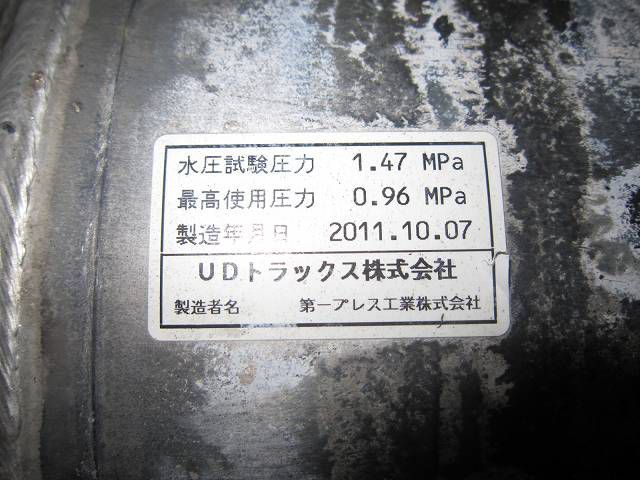 水圧試験圧力 1.47 MPa
最高使用圧力 0.96 MPa
製造年月日 2011.10.07
UDトラックス株式会社
製造者名 第一プレス工業株式会社